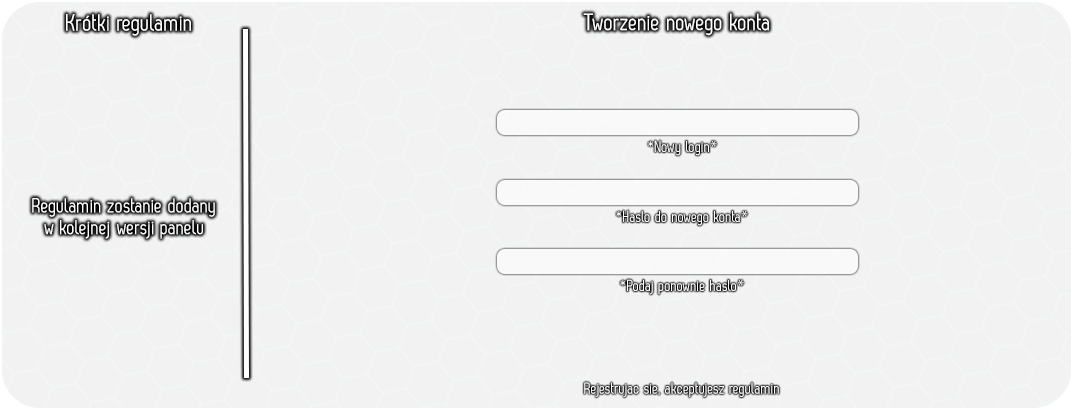 Krótki regulamin
Regulamin zostanie dodany
w kolejnej wersji panelu
Tworzenie nowego konta
*Nowy login*
*Haslo do nowego konta*
*Podaj ponownie haslo*
Rejestrujac sie, akceptujesz regulamin